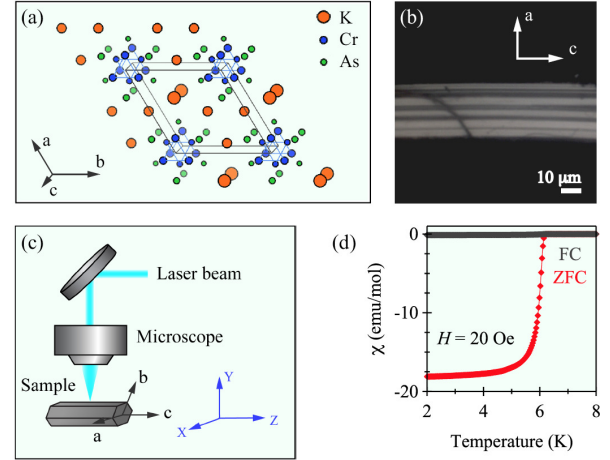 (a)
K
Cr
As
a
b
c
(b)
a
c
10 μm
(c)
Laser beam
Microscope
Sample
b
c
a
Y
Z
X
(d)
0
-10
-20
χ (emu/mol)
FC
ZFC
H = 20 Oe
2 4 6 8
Temperature (K)